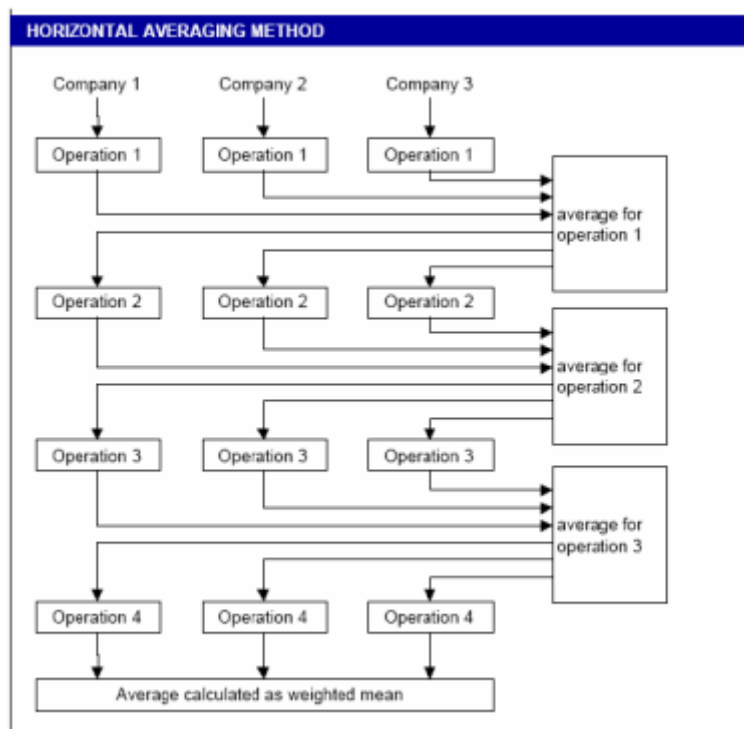 HORIZONTAL AVERAGING METHOD
Company 1 Company 2 Company 3
Operation 1 Operation 1 Operation 1
average for
operation 1
Operation 2 Operation 2 Operation 2
average for
operation 2
Operation 3 Operation 3 Operation 3
average for
operation 3
Operation 4 Operation 4 Operation 4
Average calculated as weighted mean